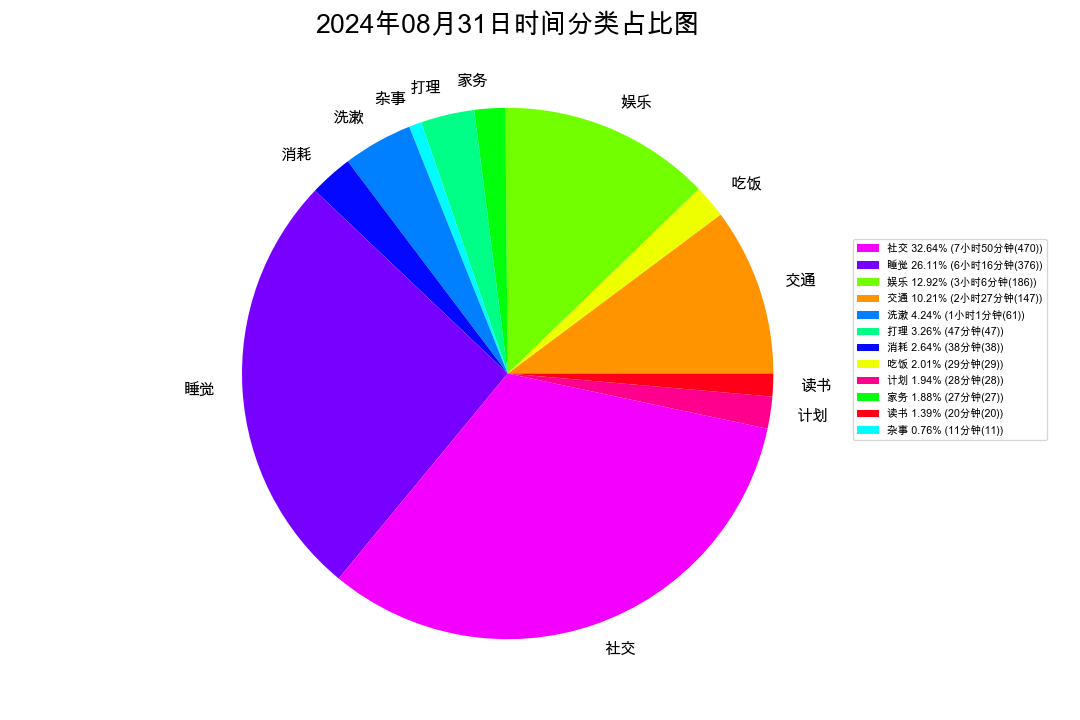 2024年08月31日时间分类占比图
家务
打理
杂事
洗漱
消耗
娱乐
吃饭
交通
睡觉
读书
计划
社交
社交 32.64% (7小时50分钟(470))
睡觉 26.11% (6小时16分钟(376))
娱乐 12.92% (3小时6分钟(186))
交通 10.21% (2小时27分钟(147))
洗漱 4.24% (1小时1分钟(61))
打理 3.26% (47分钟(47))
消耗 2.64% (38分钟(38))
吃饭 2.01% (29分钟(29))
计划 1.94% (28分钟(28))
家务 1.88% (27分钟(27))
读书 1.39% (20分钟(20))
杂事 0.76% (11分钟(11))